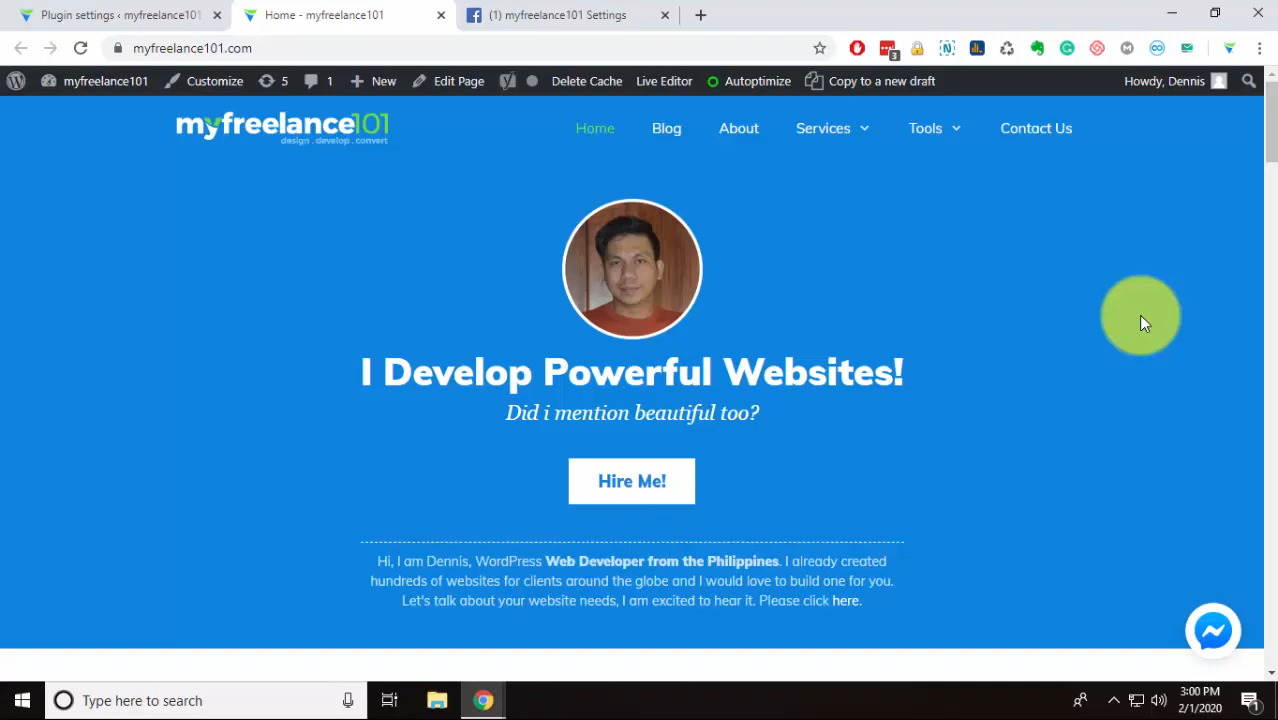 Plugin settings ‹ myfreelance101
Home - myfreelance101
(1) myfreelance101 Settings
myfreelance101.com
3
myfreelance101
Customize
5
1
New
Edit Page
Delete Cache
Live Editor
Autoptimize
Copy to a new draft
Howdy, Dennis
myfreelance101
design . develop . convert
Home
Blog
About
Services
Tools
Contact Us
I Develop Powerful Websites!
Did i mention beautiful too?
Hire Me!
Hi, I am Dennis, WordPress Web Developer from the Philippines. I already created
hundreds of websites for clients around the globe and I would love to build one for you.
Let's talk about your website needs, I am excited to hear it. Please click here.
Type here to search
3:00 PM
2/1/2020
1